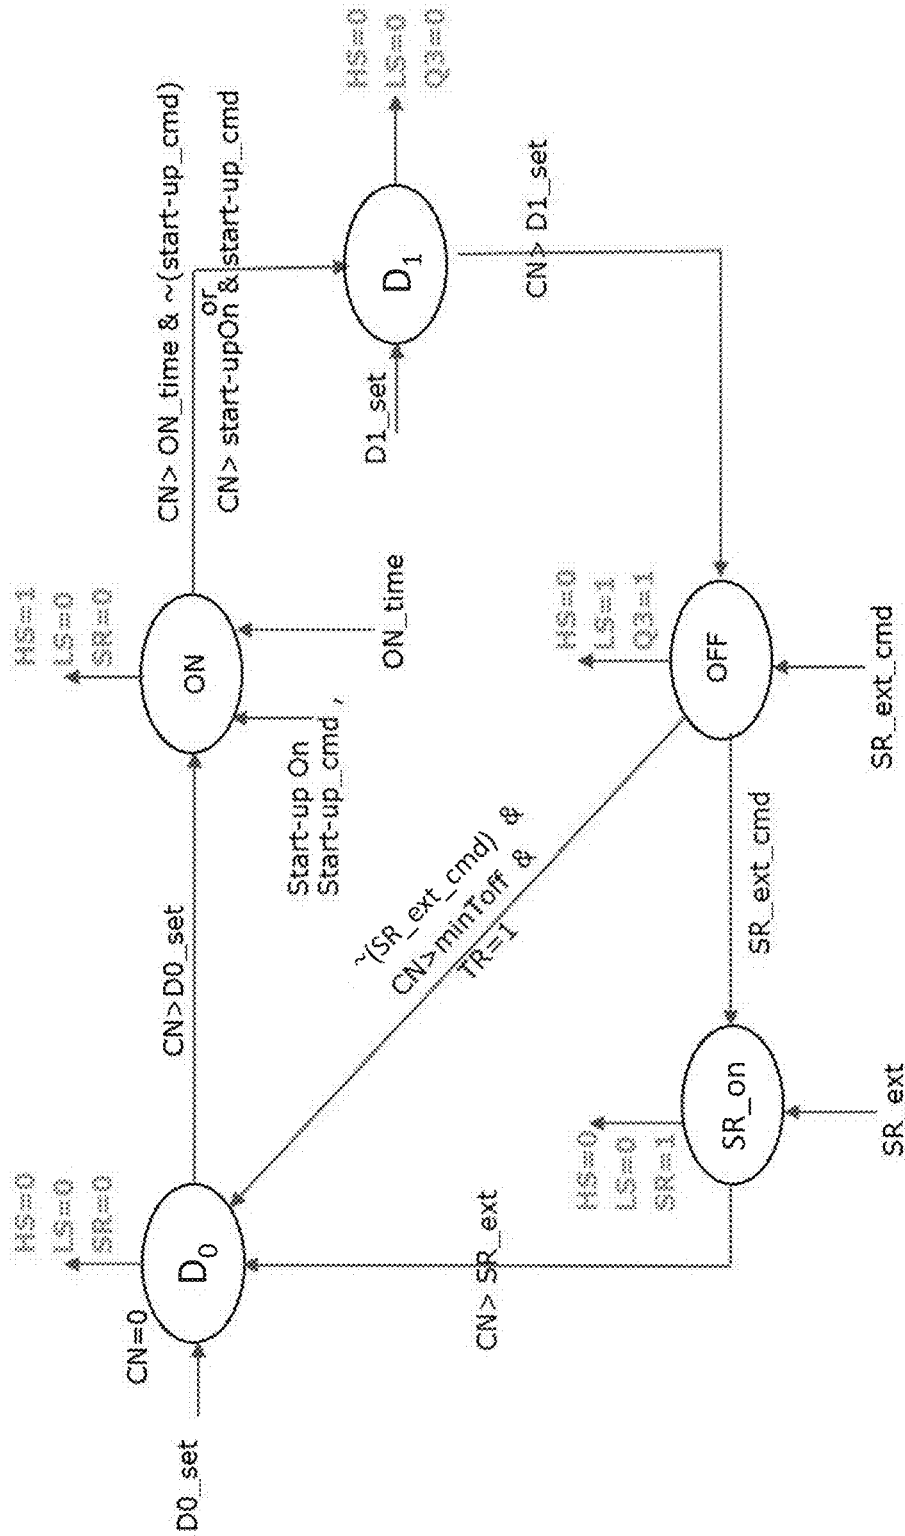 HS=0
LS=0
SR=0
CN=0
D0_set
D0
CN>D0_set
HS=1
LS=0
SR=0
ON
Start-up On
Start-up_cmd,
ON_time
CN> ON_time & ~(start-up_cmd)
or
CN> start-upOn & start-up_cmd
D1_set
D1
HS=0
LS=0
Q3=0
CN> D1_set
HS=0
LS=1
Q3=1
OFF
SR_ext_cmd
~(SR_ext_cmd) &
CN>minToff &
TR=1
SR_ext_cmd
HS=0
LS=0
SR=1
SR_on
SR_ext
CN> SR_ext